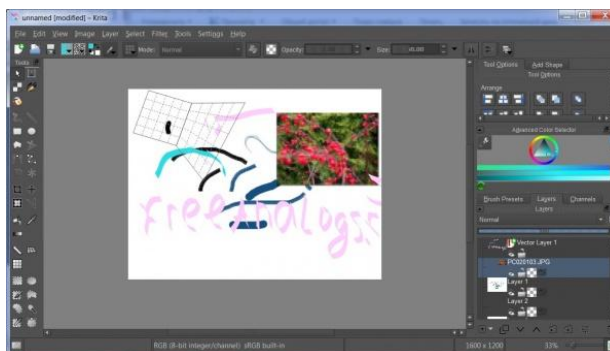 unnamed [modified] – Krita
File Edit View Image Layer Select Filter Tools Settings Help
Mode: Normal Opacity: Size:
Tools
Tool Options Add Shape
Tool Options
Arrange
Advanced Color Selector
Brush Presets Layers Channels
Layers
Normal
Vector Layer 1
PC020103.JPG
Layer 1
Layer 2
RGB (8-bit integer/channel) sRGB built-in 1600 x 1200 33%